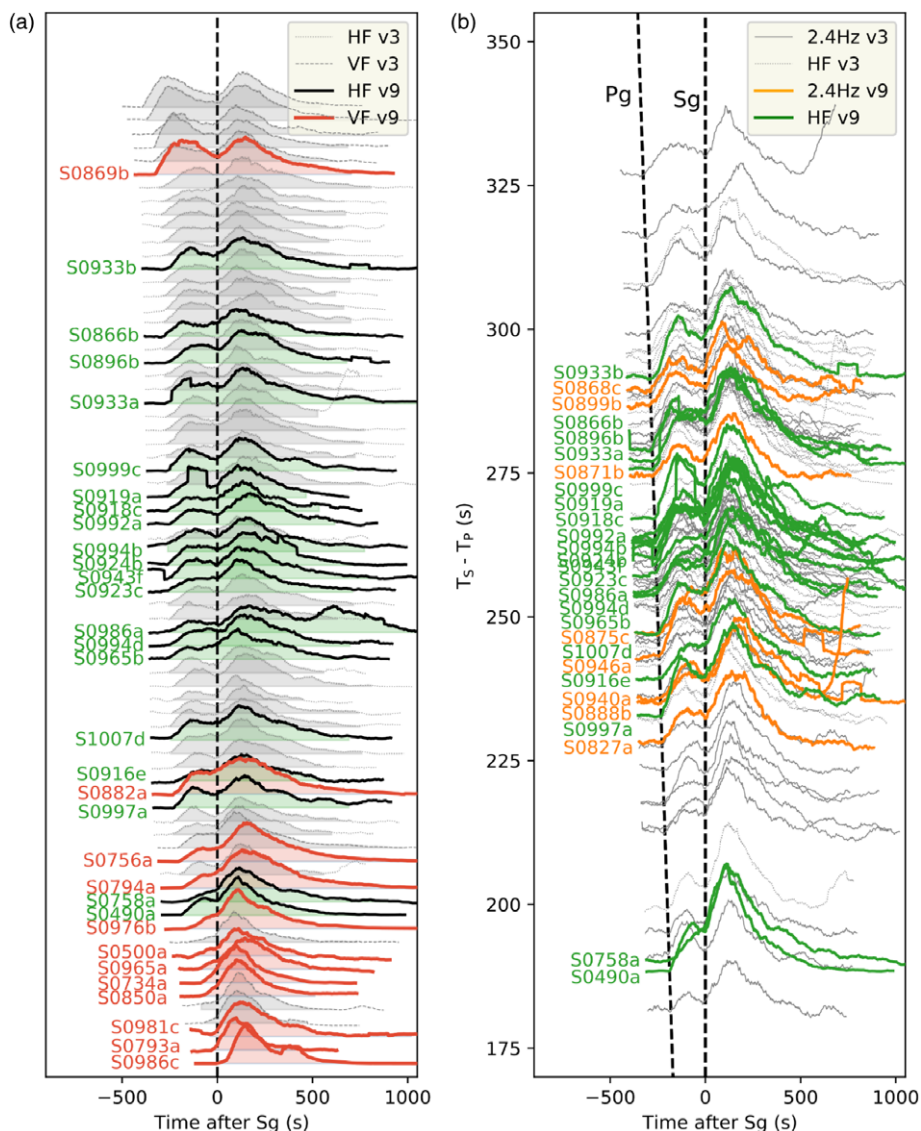 (a)
HF v3
VF v3
HF v9
VF v9
S0869b
S0933b
S0866b
S0896b
S0933a
S0999c
S0919a
S0918c
S0992a
S0994b
S0924b
S0943f
S0923c
S0986a
S0994d
S0965b
S1007d
S0916e
S0882a
S0997a
S0756a
S0794a
S0758a
S0490a
S0976b
S0500a
S0965a
S0734a
S0850a
S0981c
S0793a
S0986c
−500 0 500 1000
Time after Sg (s)
(b)
2.4Hz v3
HF v3
2.4Hz v9
HF v9
Pg
Sg
350
325
300
275
250
225
200
175
T_S - T_P (s)
S0933b
S0868c
S0899b
S0866b
S0896b
S0933a
S0871b
S0999c
S0919a
S0918c
S0992a
S0994b
S0924b
S0923c
S0986a
S0994d
S0965b
S0875c
S1007d
S0946a
S0916e
S0940a
S0888b
S0997a
S0827a
S0758a
S0490a
−500 0 500 1000
Time after Sg (s)